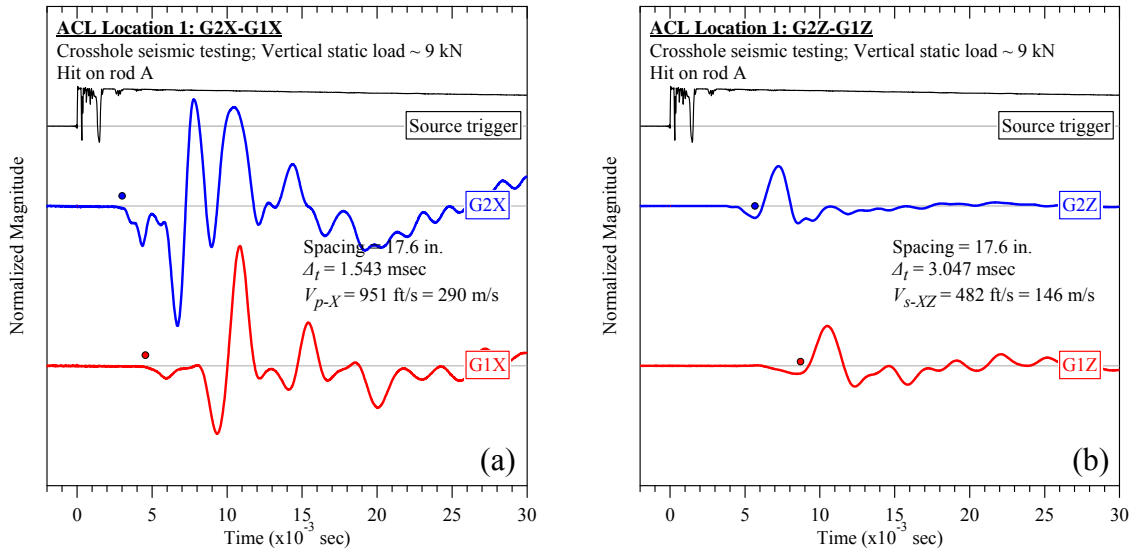 ACL Location 1: G2X-G1X
Crosshole seismic testing; Vertical static load ~ 9 kN
Hit on rod A
Source trigger
G2X
Spacing = 17.6 in.
Δt = 1.543 msec
Vp-X = 951 ft/s = 290 m/s
G1X
(a)
Normalized Magnitude
0 5 10 15 20 25 30
Time (x10-3 sec)
ACL Location 1: G2Z-G1Z
Crosshole seismic testing; Vertical static load ~ 9 kN
Hit on rod A
Source trigger
G2Z
Spacing = 17.6 in.
Δt = 3.047 msec
Vs-XZ = 482 ft/s = 146 m/s
G1Z
(b)
Normalized Magnitude
0 5 10 15 20 25 30
Time (x10-3 sec)